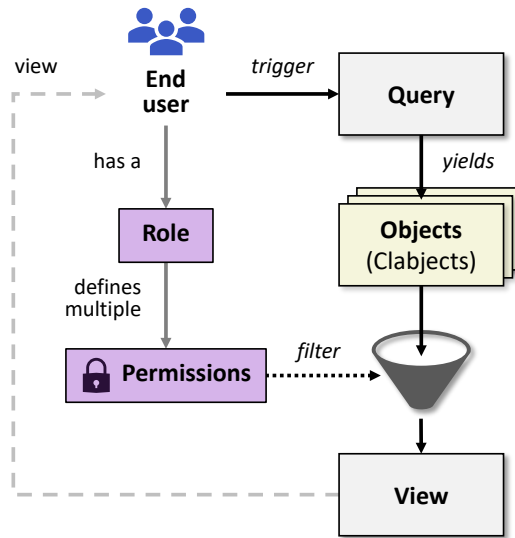 view
End
user
trigger
Query
has a
yields
Role
Objects
(Clabjects)
defines
multiple
Permissions
filter
View